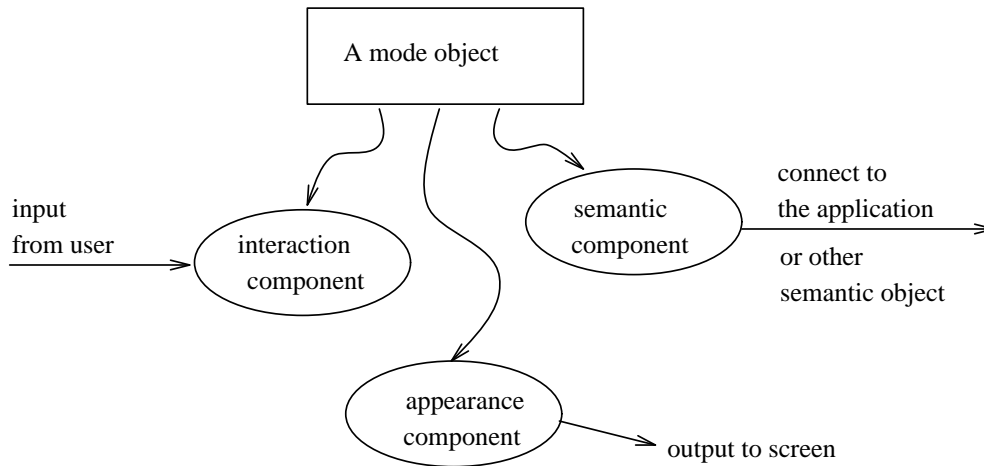 A mode object
input
from user
interaction
component
semantic
component
connect to
the application
or other
semantic object
appearance
component
output to screen